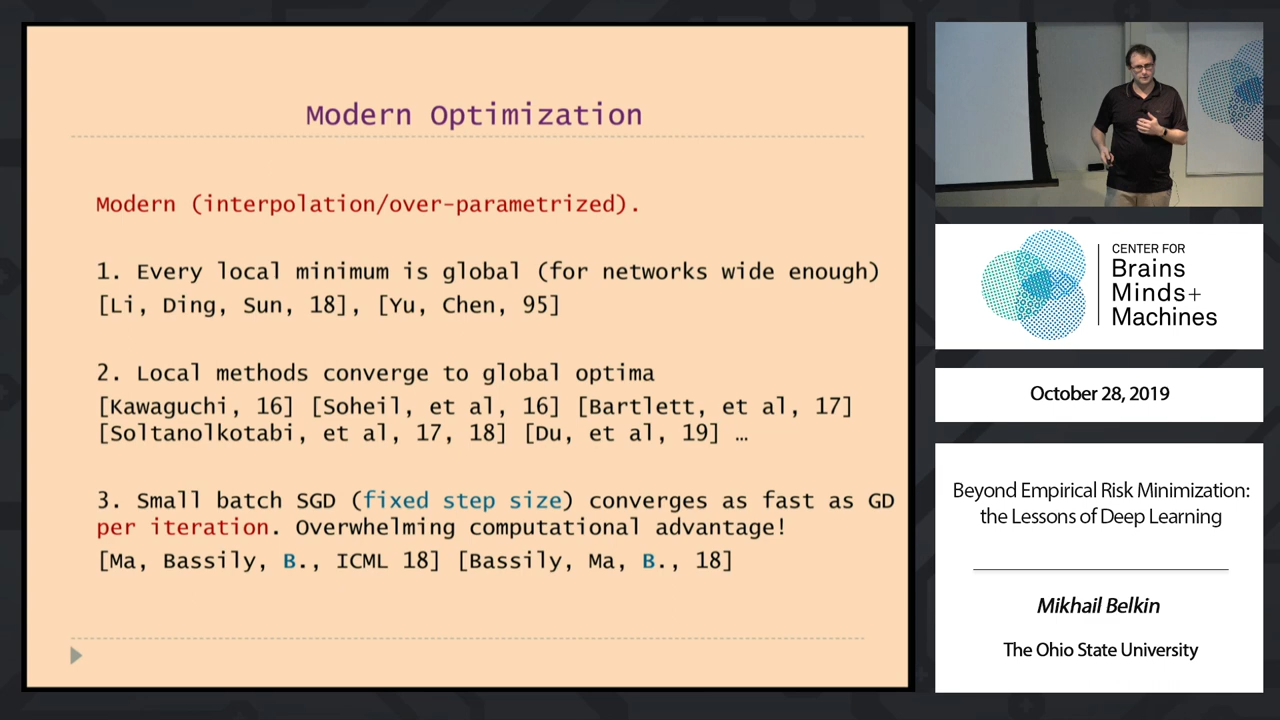 Modern Optimization
Modern (interpolation/over-parametrized).
1. Every local minimum is global (for networks wide enough)
[Li, Ding, Sun, 18], [Yu, Chen, 95]
2. Local methods converge to global optima
[Kawaguchi, 16] [Soheil, et al, 16] [Bartlett, et al, 17]
[Soltanolkotabi, et al, 17, 18] [Du, et al, 19] …
3. Small batch SGD (fixed step size) converges as fast as GD
per iteration. Overwhelming computational advantage!
[Ma, Bassily, B., ICML 18] [Bassily, Ma, B., 18]
CENTER FOR
Brains
Minds+
Machines
October 28, 2019
Beyond Empirical Risk Minimization:
the Lessons of Deep Learning
Mikhail Belkin
The Ohio State University